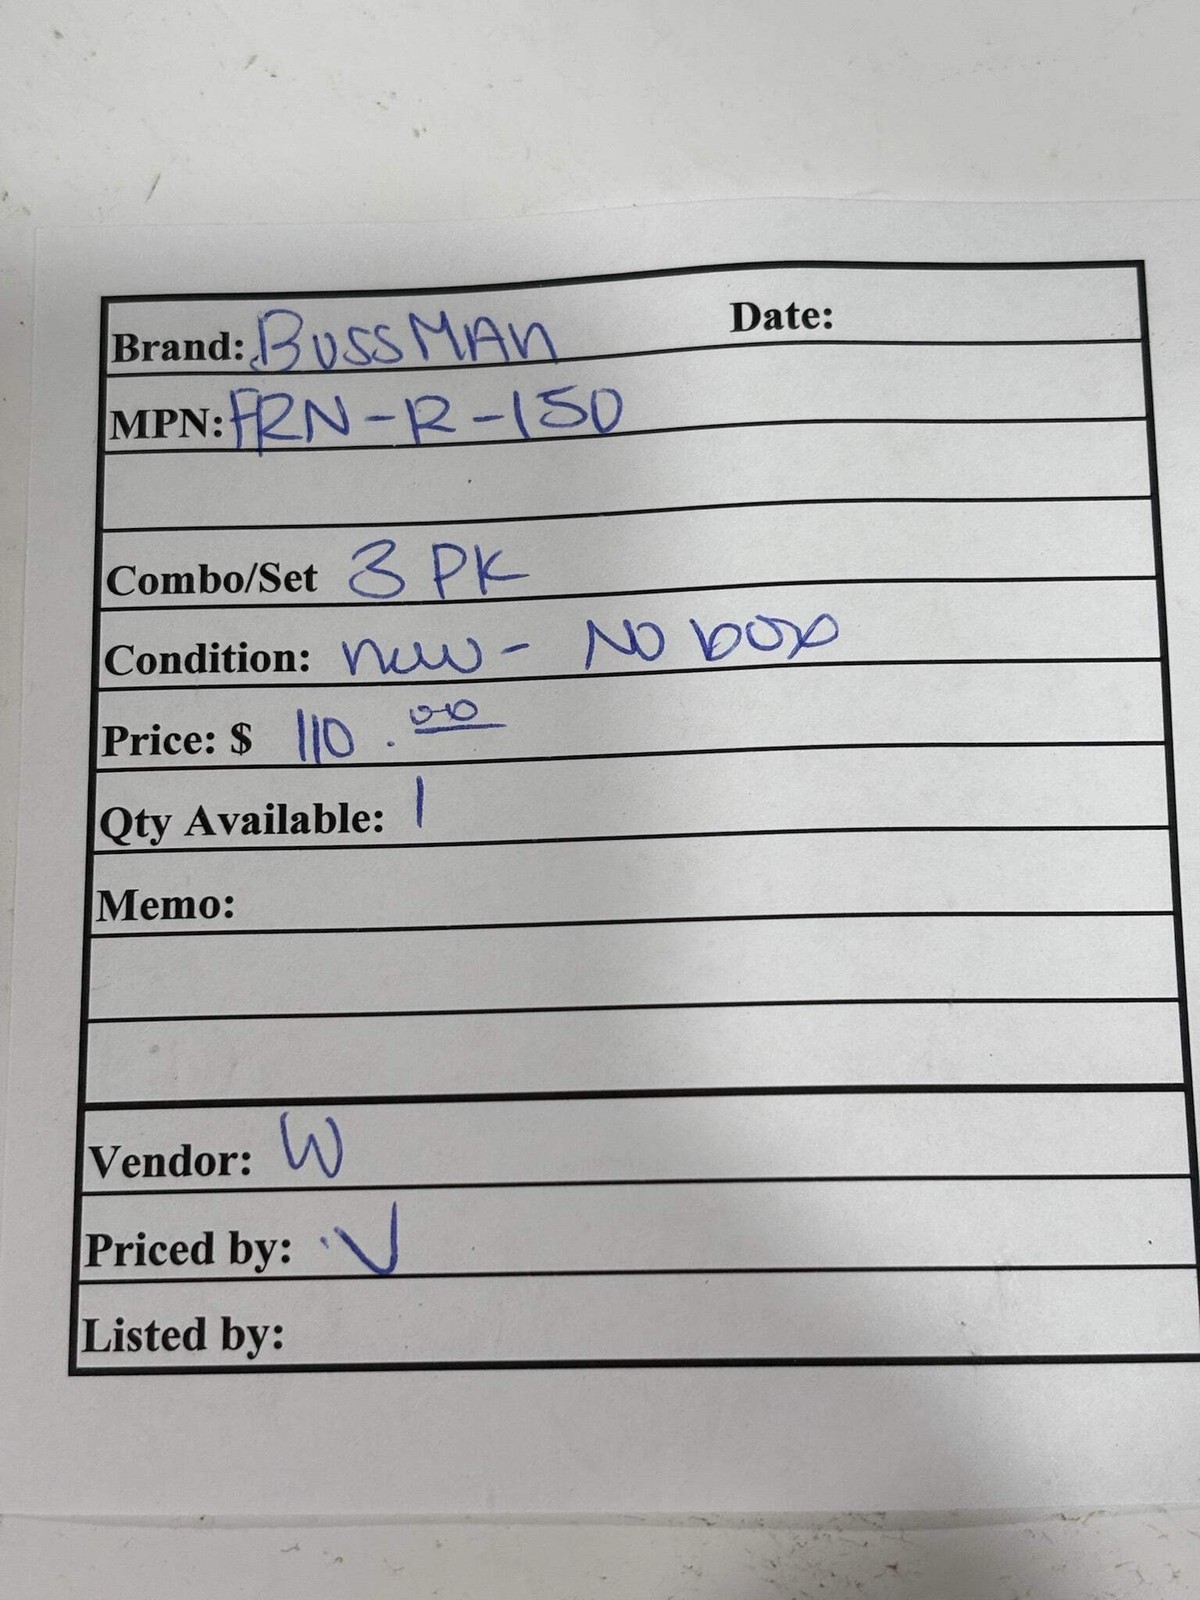 Brand: BussMAn Date:
MPN: FRN-R-150
Combo/Set 3 PK
Condition: new - NO box
Price: $ 110.00
Qty Available: 1
Memo:
Vendor: W
Priced by: V
Listed by: